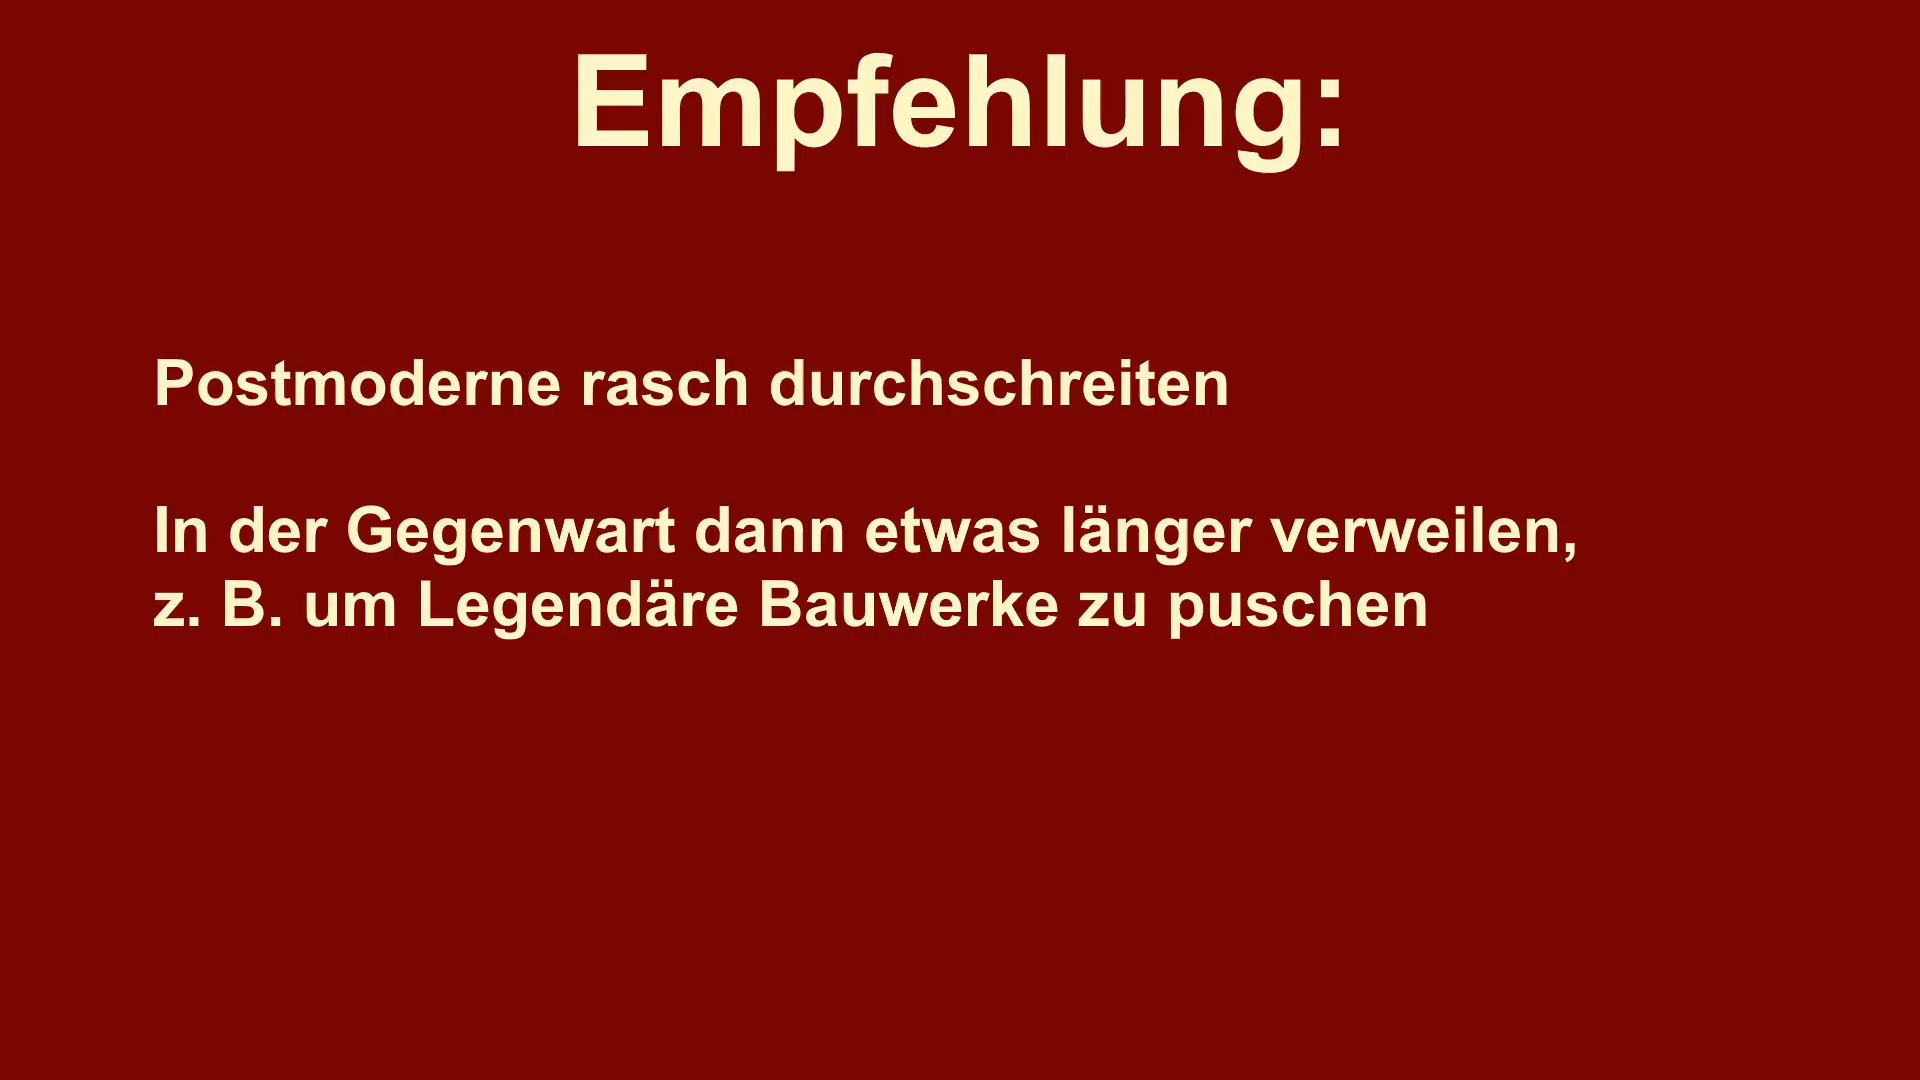 Empfehlung:
Postmoderne rasch durchschreiten
In der Gegenwart dann etwas länger verweilen,
z. B. um Legendäre Bauwerke zu puschen